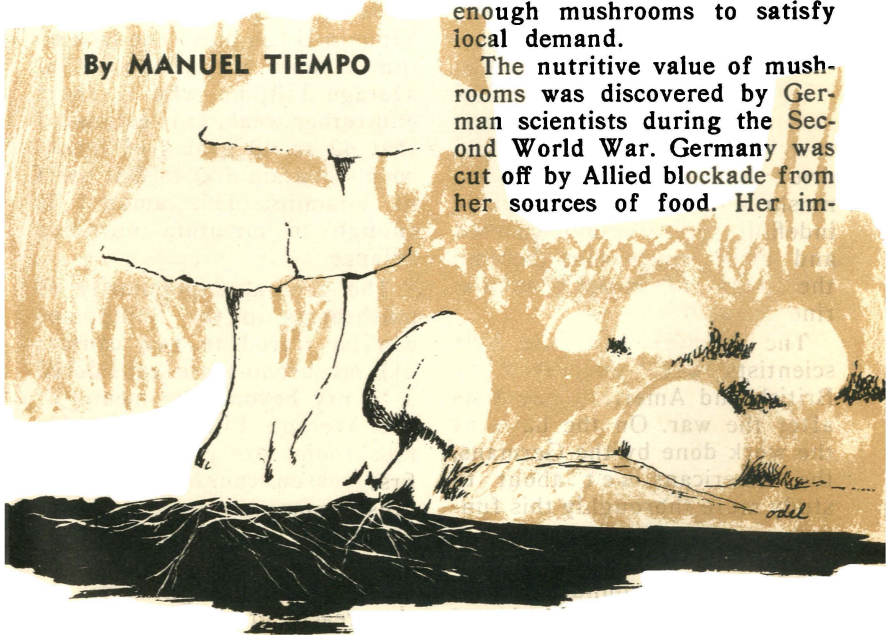 By MANUEL TIEMPO
enough mushrooms to satisfy
local demand.
The nutritive value of mush-
rooms was discovered by Ger-
man scientists during the Sec-
ond World War. Germany was
cut off by Allied blockade from
her sources of food. Her im-
odel